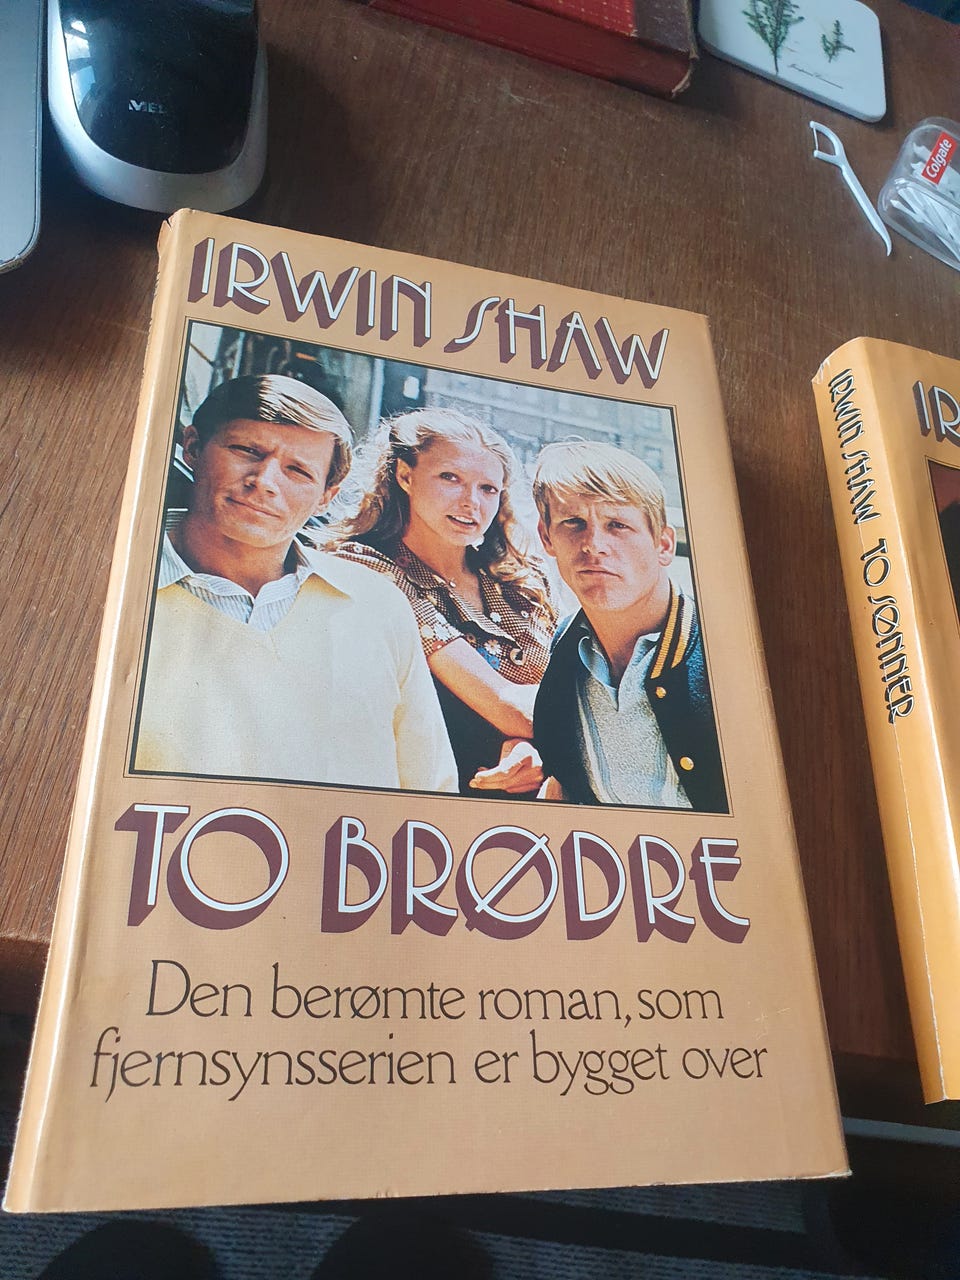 IRWIN SHAW
TO BRØDRE
Den berømte roman, som
fjernsynsserien er bygget over
IRWIN SHAW TO SØNNER
Colgate